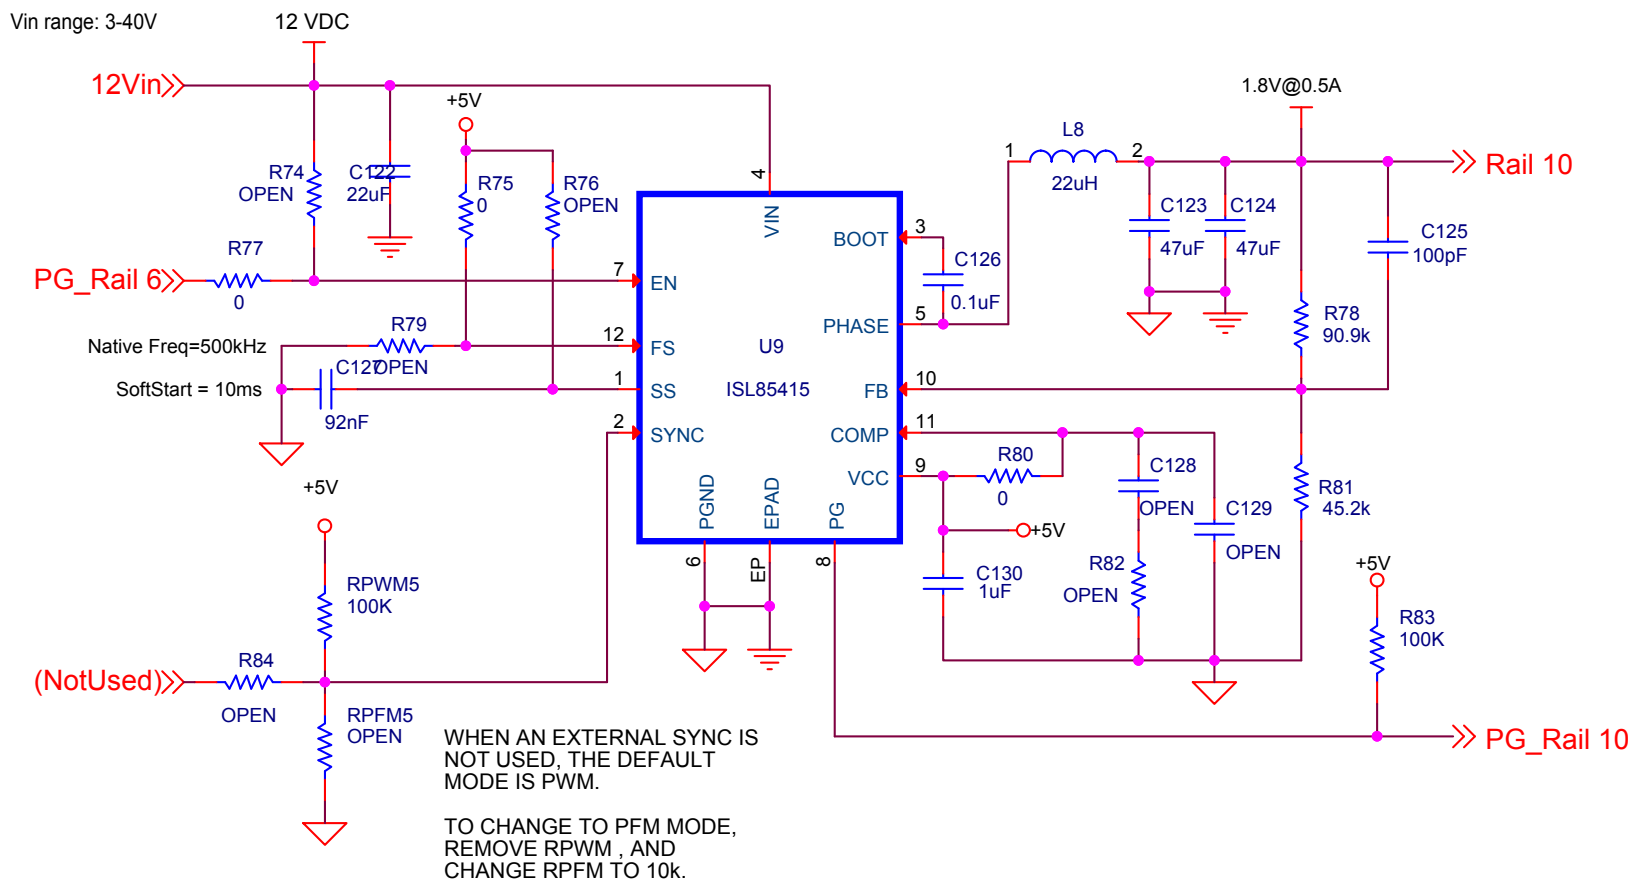 Vin range: 3-40V
12 VDC
12Vin
+5V
1.8V@0.5A
L8
1
2
22uH
Rail 10
R74
OPEN
C122
22uF
R75
0
R76
OPEN
4
VIN
C123
47uF
C124
47uF
C125
100pF
R77
0
PG_Rail 6
7
EN
BOOT
3
C126
0.1uF
PHASE
5
Native Freq=500kHz
R79
OPEN
12
FS
U9
ISL85415
R78
90.9k
SoftStart = 10ms
C127
92nF
1
SS
FB
10
2
SYNC
COMP
11
VCC
9
R80
0
C128
OPEN
C129
OPEN
R81
45.2k
+5V
PGND
EPAD
PG
6
EP
8
+5V
C130
1uF
R82
OPEN
+5V
R83
100K
RPWM5
100K
(NotUsed)
R84
OPEN
RPFM5
OPEN
PG_Rail 10
WHEN AN EXTERNAL SYNC IS
NOT USED, THE DEFAULT
MODE IS PWM.
TO CHANGE TO PFM MODE,
REMOVE RPWM , AND
CHANGE RPFM TO 10k.